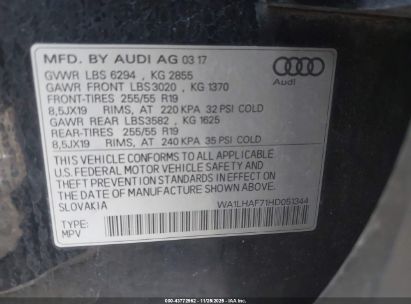 MFD. BY AUDI AG 03 17
GVWR LBS 6294 , KG 2855
GAWR FRONT LBS3020 , KG 1370
FRONT-TIRES 255/55 R19
8,5JX19 RIMS, AT 220 KPA 32 PSI COLD
GAWR REAR LBS3582 , KG 1625
REAR-TIRES 255/55 R19
8,5JX19 RIMS, AT 240 KPA 35 PSI COLD
Audi
THIS VEHICLE CONFORMS TO ALL APPLICABLE
U.S. FEDERAL MOTOR VEHICLE SAFETY AND
THEFT PREVENTION STANDARDS IN EFFECT ON
THE DATE OF MANUFACTURE SHOWN ABOVE.
SLOVAKIA WA1LHAF71HD051344
TYPE:
MPV
43772962 — 11/25/2025 —